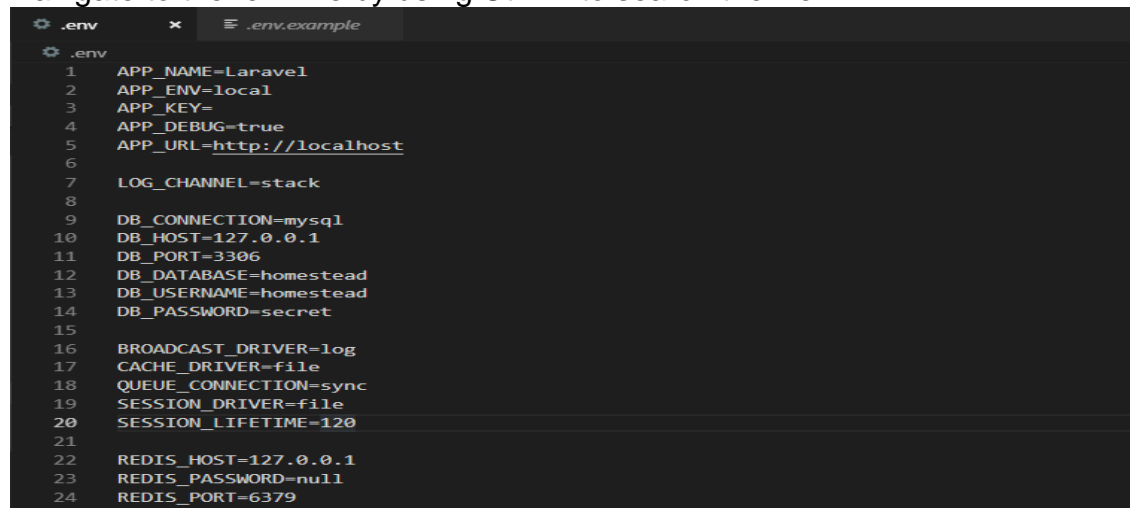 .env × .env.example
.env
1 APP_NAME=Laravel
2 APP_ENV=local
3 APP_KEY=
4 APP_DEBUG=true
5 APP_URL=http://localhost
6
7 LOG_CHANNEL=stack
8
9 DB_CONNECTION=mysql
10 DB_HOST=127.0.0.1
11 DB_PORT=3306
12 DB_DATABASE=homestead
13 DB_USERNAME=homestead
14 DB_PASSWORD=secret
15
16 BROADCAST_DRIVER=log
17 CACHE_DRIVER=file
18 QUEUE_CONNECTION=sync
19 SESSION_DRIVER=file
20 SESSION_LIFETIME=120
21
22 REDIS_HOST=127.0.0.1
23 REDIS_PASSWORD=null
24 REDIS_PORT=6379